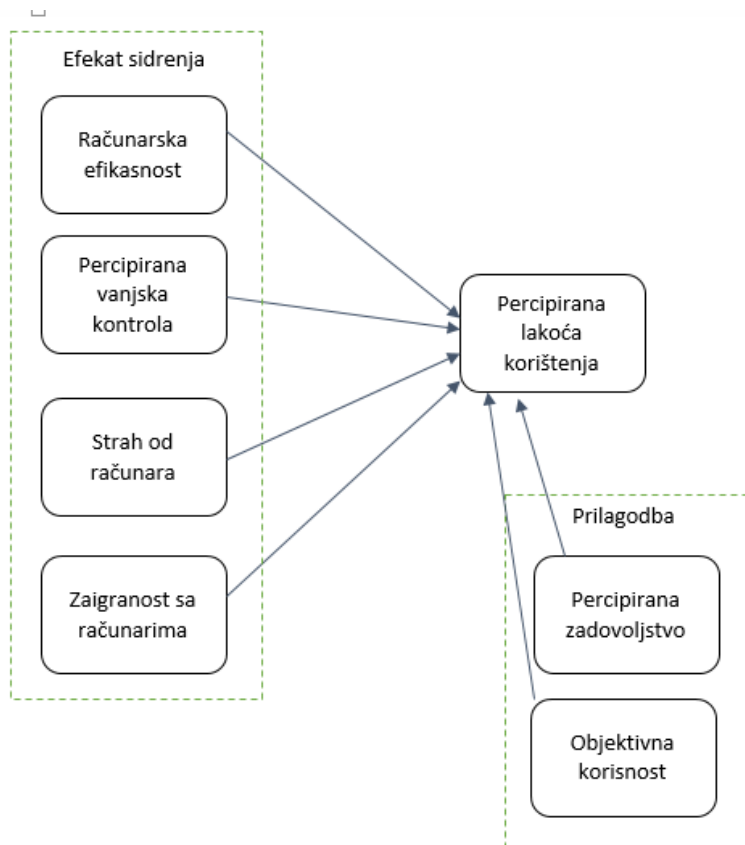 Efekat sidrenja
Računarska
efikasnost
Percipirana
vanjska
kontrola
Strah od
računara
Zaigranost sa
računarima
Percipirana
lakoća
korištenja
Prilagodba
Percipirana
zadovoljstvo
Objektivna
korisnost